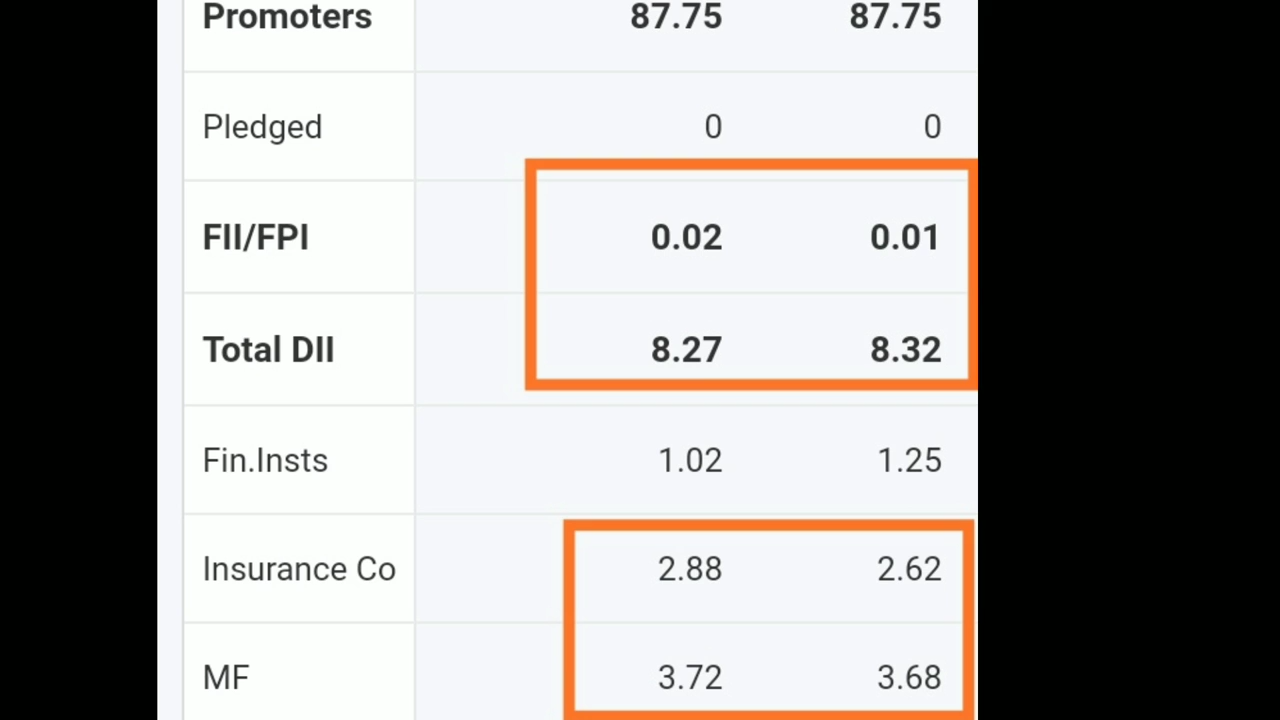 Promoters 87.75 87.75
Pledged 0 0
FII/FPI 0.02 0.01
Total DII 8.27 8.32
Fin.Insts 1.02 1.25
Insurance Co 2.88 2.62
MF 3.72 3.68